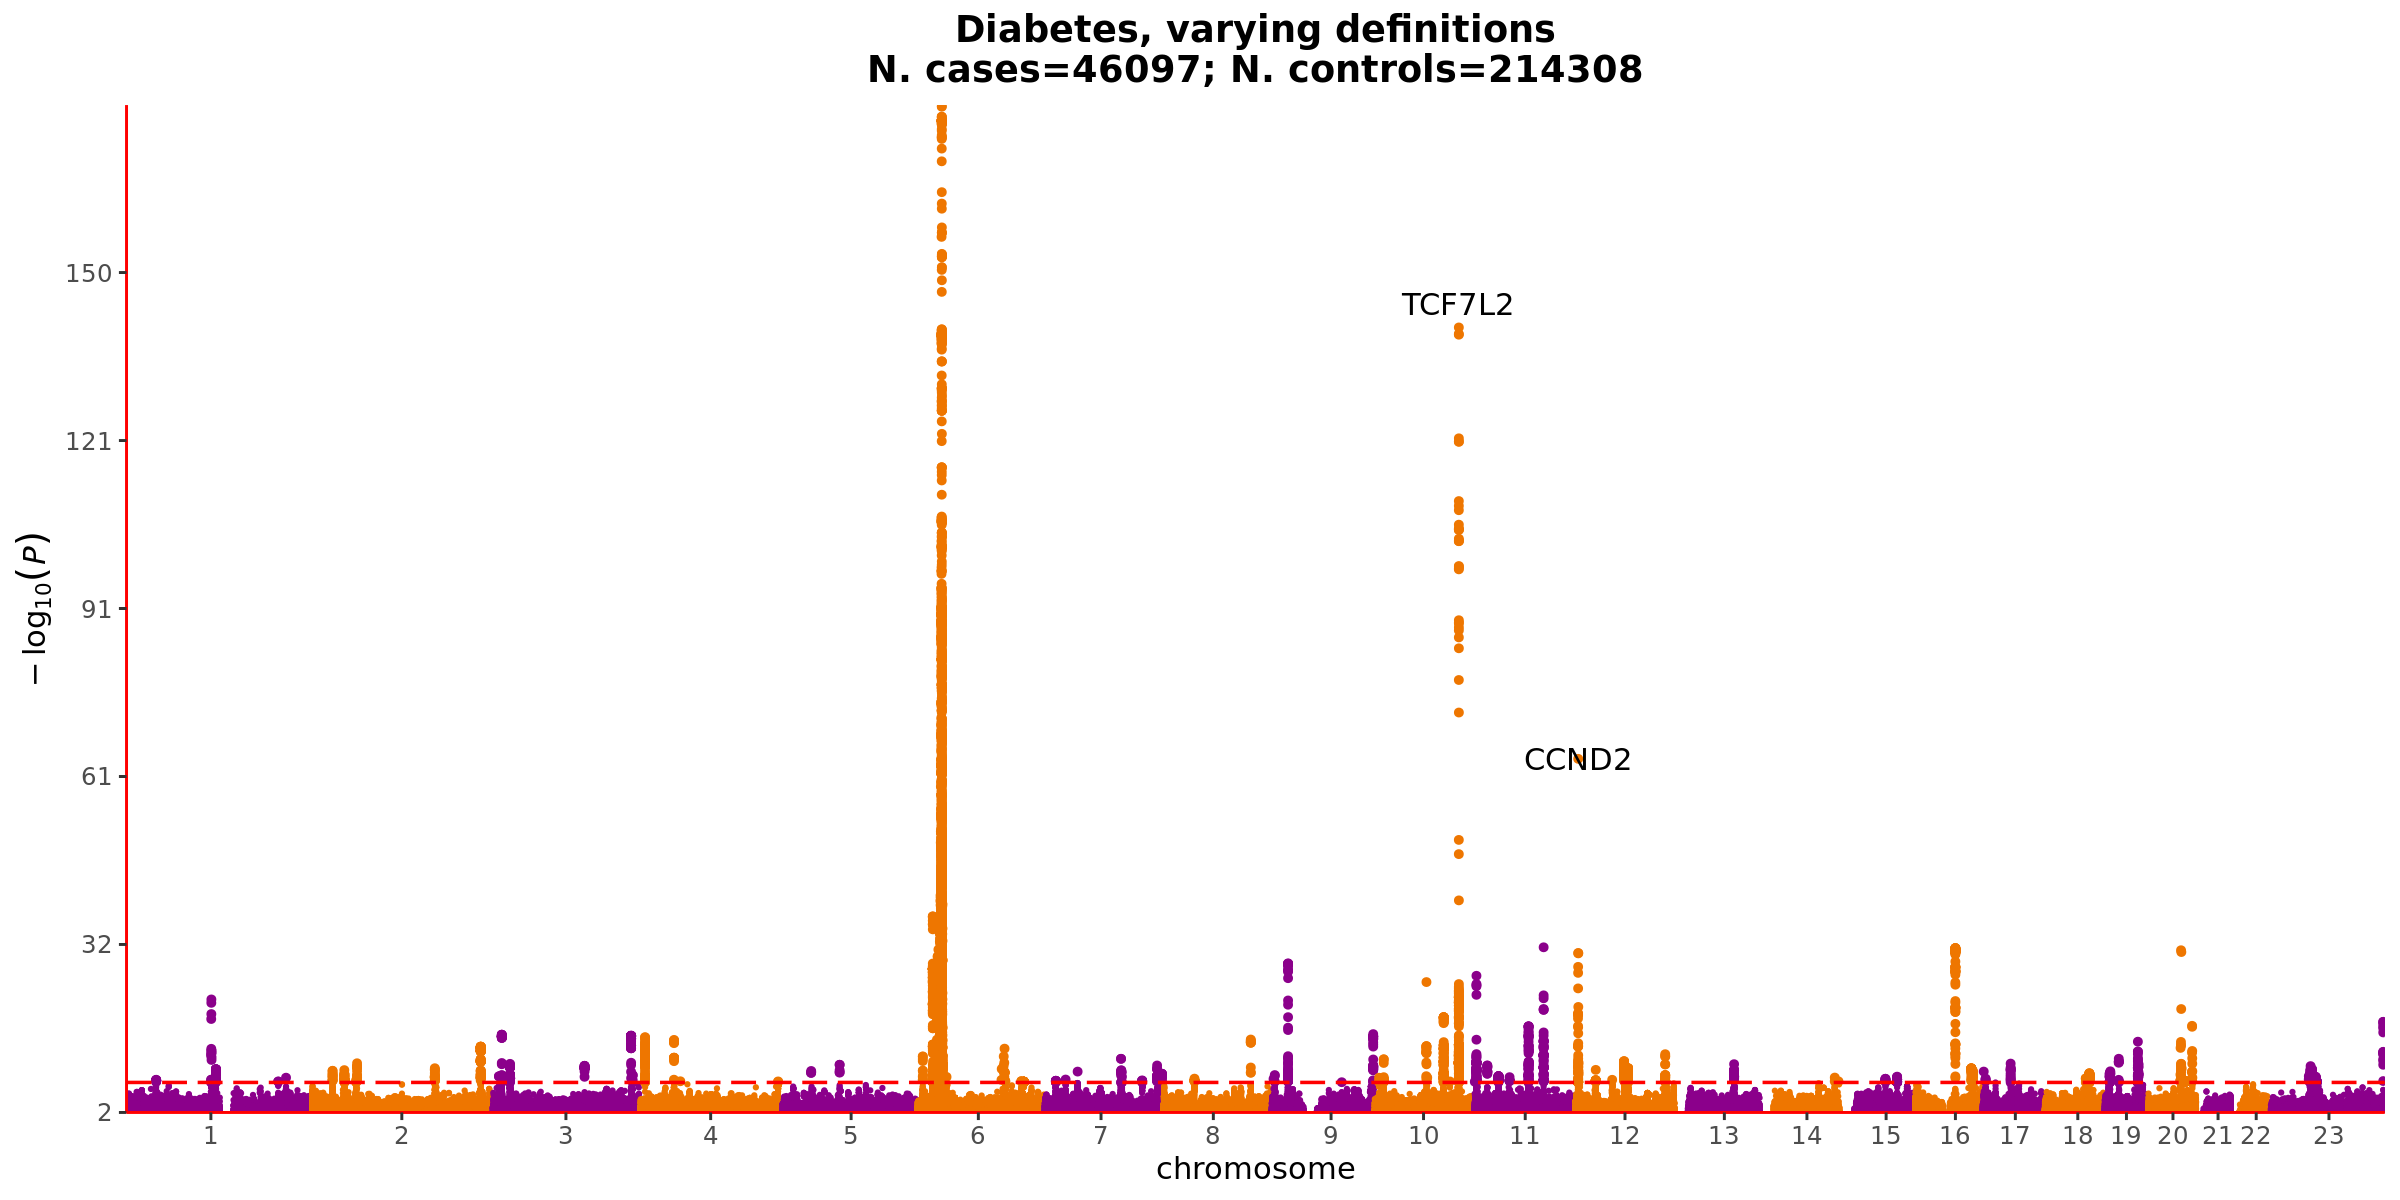 Diabetes, varying definitions
N. cases=46097; N. controls=214308
− log10(P)
150
121
91
61
32
2
TCF7L2
CCND2
1 2 3 4 5 6 7 8 9 10 11 12 13 14 15 16 17 18 19 20 21 22 23
chromosome